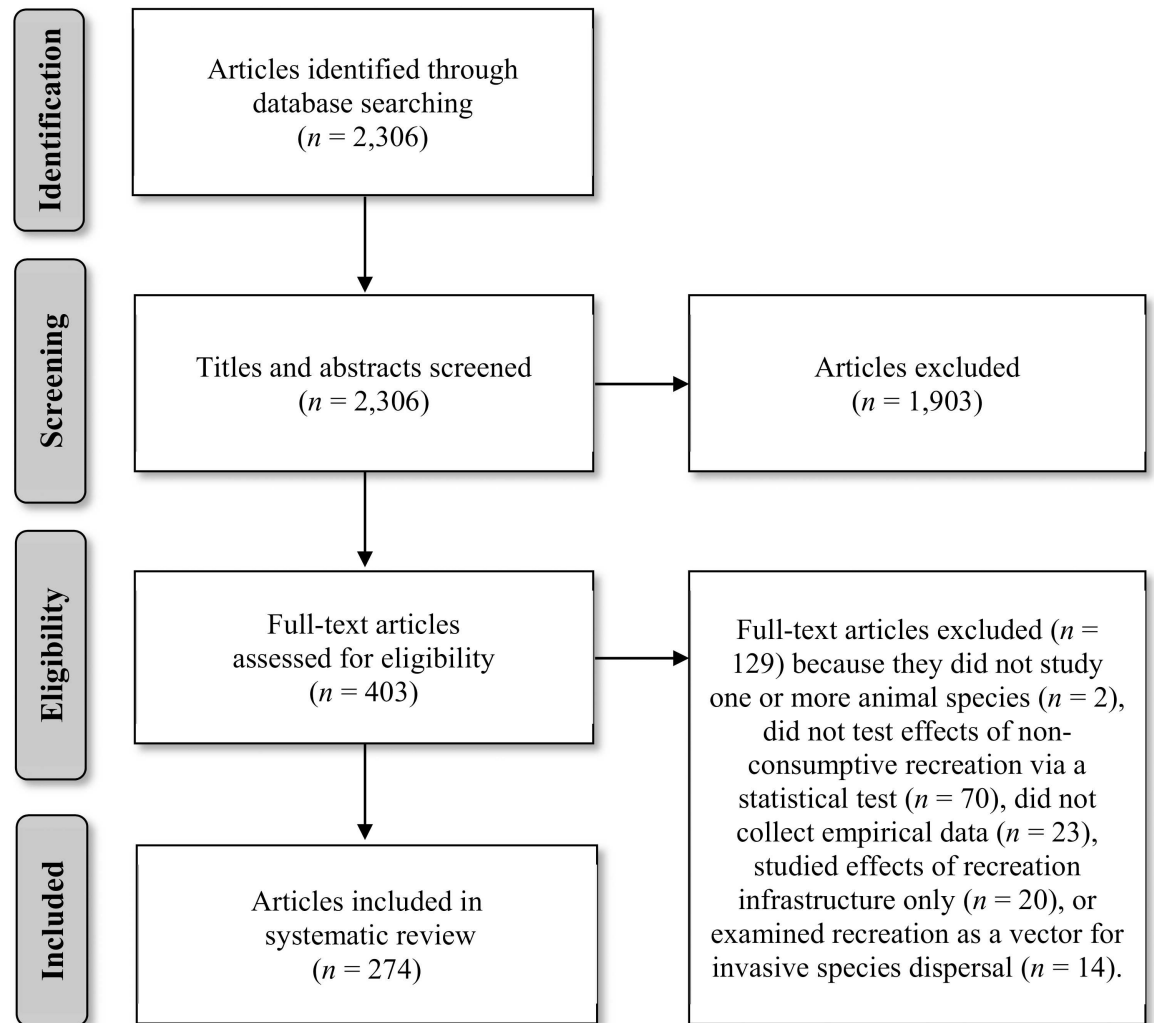 Identification
Articles identified through
database searching
(n = 2,306)
Screening
Titles and abstracts screened
(n = 2,306)
Articles excluded
(n = 1,903)
Eligibility
Full-text articles
assessed for eligibility
(n = 403)
Full-text articles excluded (n =
129) because they did not study
one or more animal species (n = 2),
did not test effects of non-
consumptive recreation via a
statistical test (n = 70), did not
collect empirical data (n = 23),
studied effects of recreation
infrastructure only (n = 20), or
examined recreation as a vector for
invasive species dispersal (n = 14).
Included
Articles included in
systematic review
(n = 274)